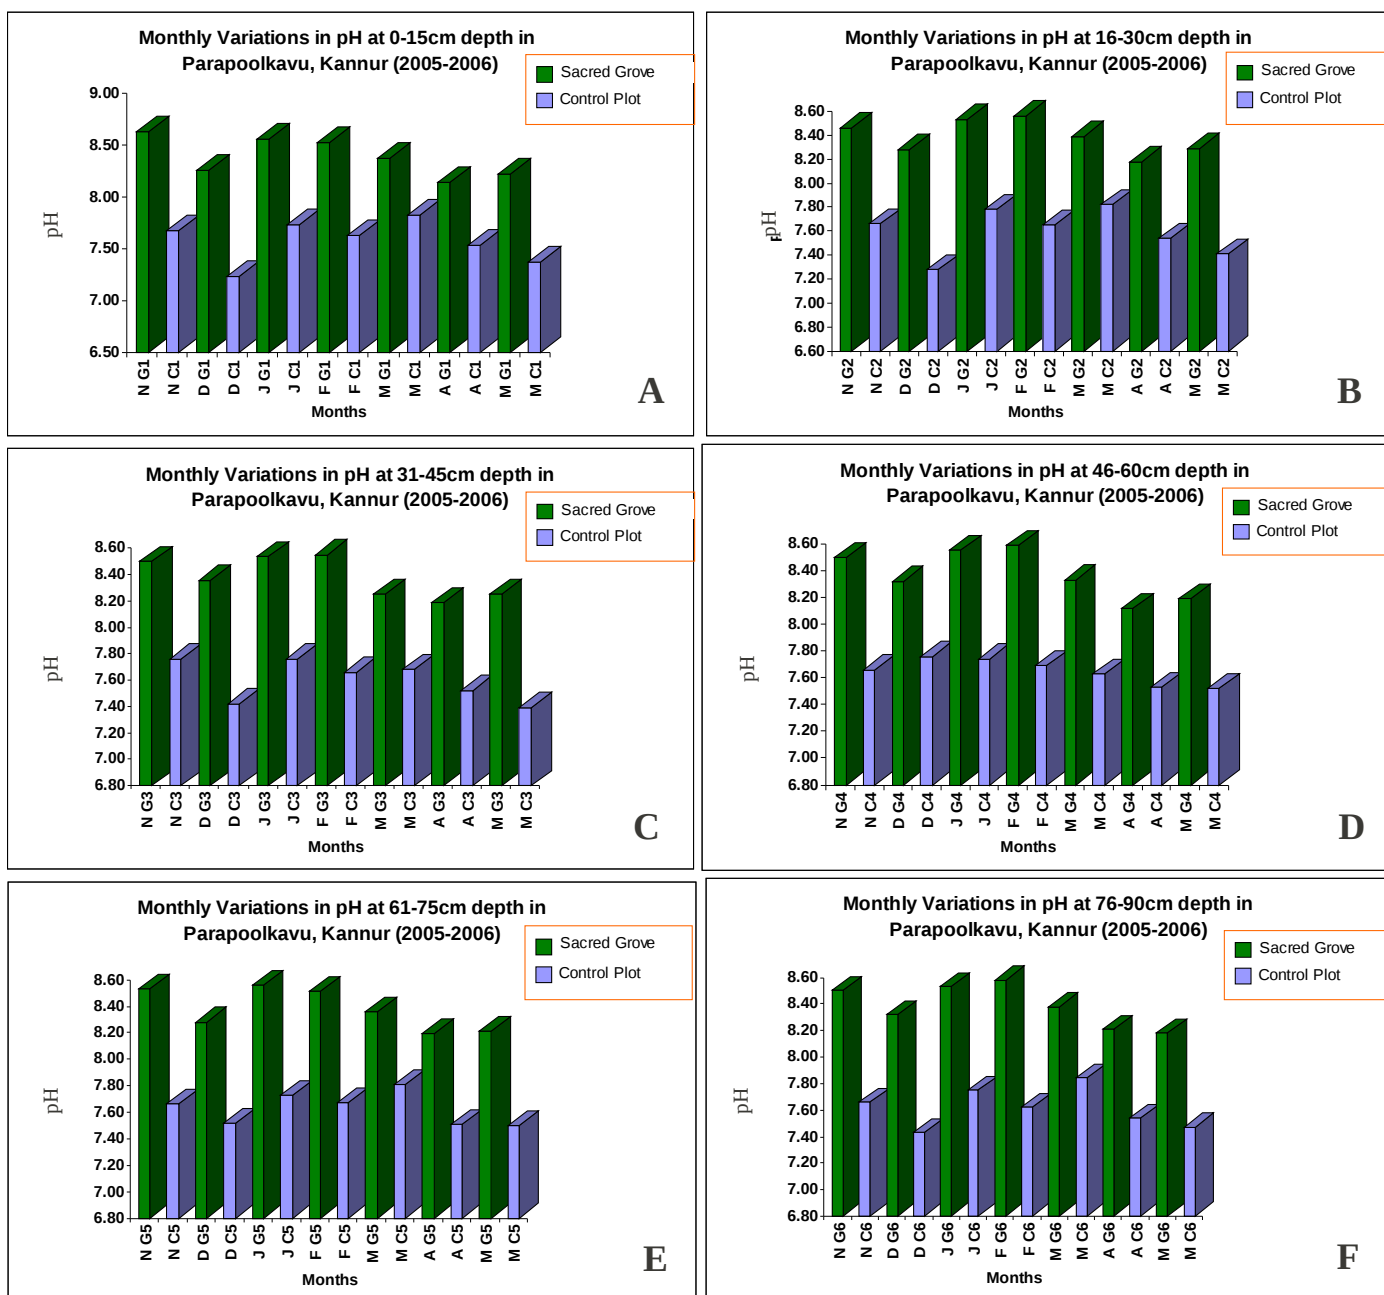 Monthly Variations in pH at 0-15cm depth in
Parapoolkavu, Kannur (2005-2006)
Sacred Grove
Control Plot
9.00
8.50
8.00
7.50
7.00
6.50
pH
N G1
N C1
D G1
D C1
J G1
J C1
F G1
F C1
M G1
M C1
A G1
A C1
M G1
M C1
Months
A
Monthly Variations in pH at 16-30cm depth in
Parapoolkavu, Kannur (2005-2006)
Sacred Grove
Control Plot
8.60
8.40
8.20
8.00
7.80
7.60
7.40
7.20
7.00
6.80
6.60
pH
N G2
N C2
D G2
D C2
J G2
J C2
F G2
F C2
M G2
M C2
A G2
A C2
M G2
M C2
Months
B
Monthly Variations in pH at 31-45cm depth in
Parapoolkavu, Kannur (2005-2006)
Sacred Grove
Control Plot
8.60
8.40
8.20
8.00
7.80
7.60
7.40
7.20
7.00
6.80
pH
N G3
N C3
D G3
D C3
J G3
J C3
F G3
F C3
M G3
M C3
A G3
A C3
M G3
M C3
Months
C
Monthly Variations in pH at 46-60cm depth in
Parapoolkavu, Kannur (2005-2006)
Sacred Grove
Control Plot
8.60
8.40
8.20
8.00
7.80
7.60
7.40
7.20
7.00
6.80
pH
N G4
N C4
D G4
D C4
J G4
J C4
F G4
F C4
M G4
M C4
A G4
A C4
M G4
M C4
Months
D
Monthly Variations in pH at 61-75cm depth in
Parapoolkavu, Kannur (2005-2006)
Sacred Grove
Control Plot
8.60
8.40
8.20
8.00
7.80
7.60
7.40
7.20
7.00
6.80
pH
N G5
N C5
D G5
D C5
J G5
J C5
F G5
F C5
M G5
M C5
A G5
A C5
M G5
M C5
Months
E
Monthly Variations in pH at 76-90cm depth in
Parapoolkavu, Kannur (2005-2006)
Sacred Grove
Control Plot
8.60
8.40
8.20
8.00
7.80
7.60
7.40
7.20
7.00
6.80
pH
N G6
N C6
D G6
D C6
J G6
J C6
F G6
F C6
M G6
M C6
A G6
A C6
M G6
M C6
Months
F